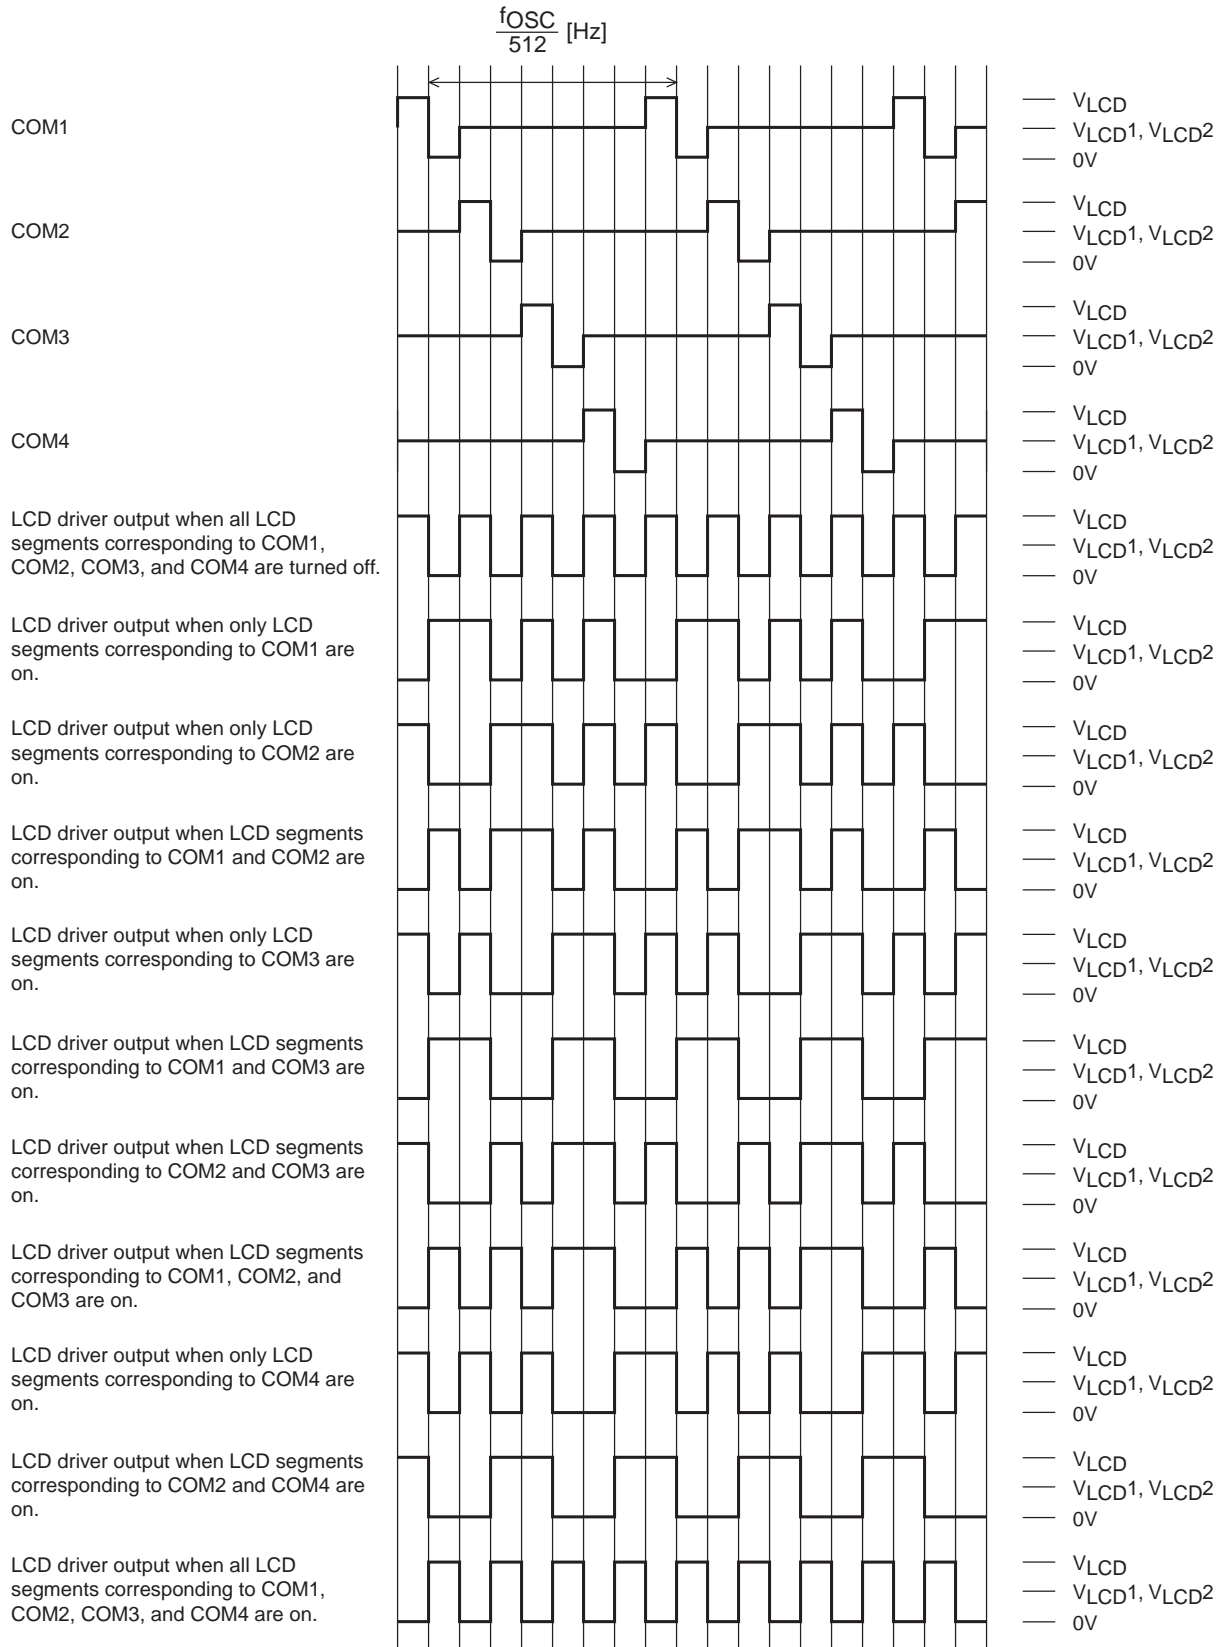 fOSC
512 [Hz]
COM1
VLCD
VLCD1, VLCD2
0V
COM2
VLCD
VLCD1, VLCD2
0V
COM3
VLCD
VLCD1, VLCD2
0V
COM4
VLCD
VLCD1, VLCD2
0V
LCD driver output when all LCD
segments corresponding to COM1,
COM2, COM3, and COM4 are turned off.
VLCD
VLCD1, VLCD2
0V
LCD driver output when only LCD
segments corresponding to COM1 are
on.
VLCD
VLCD1, VLCD2
0V
LCD driver output when only LCD
segments corresponding to COM2 are
on.
VLCD
VLCD1, VLCD2
0V
LCD driver output when LCD segments
corresponding to COM1 and COM2 are
on.
VLCD
VLCD1, VLCD2
0V
LCD driver output when only LCD
segments corresponding to COM3 are
on.
VLCD
VLCD1, VLCD2
0V
LCD driver output when LCD segments
corresponding to COM1 and COM3 are
on.
VLCD
VLCD1, VLCD2
0V
LCD driver output when LCD segments
corresponding to COM2 and COM3 are
on.
VLCD
VLCD1, VLCD2
0V
LCD driver output when LCD segments
corresponding to COM1, COM2, and
COM3 are on.
VLCD
VLCD1, VLCD2
0V
LCD driver output when only LCD
segments corresponding to COM4 are
on.
VLCD
VLCD1, VLCD2
0V
LCD driver output when LCD segments
corresponding to COM2 and COM4 are
on.
VLCD
VLCD1, VLCD2
0V
LCD driver output when all LCD
segments corresponding to COM1,
COM2, COM3, and COM4 are on.
VLCD
VLCD1, VLCD2
0V